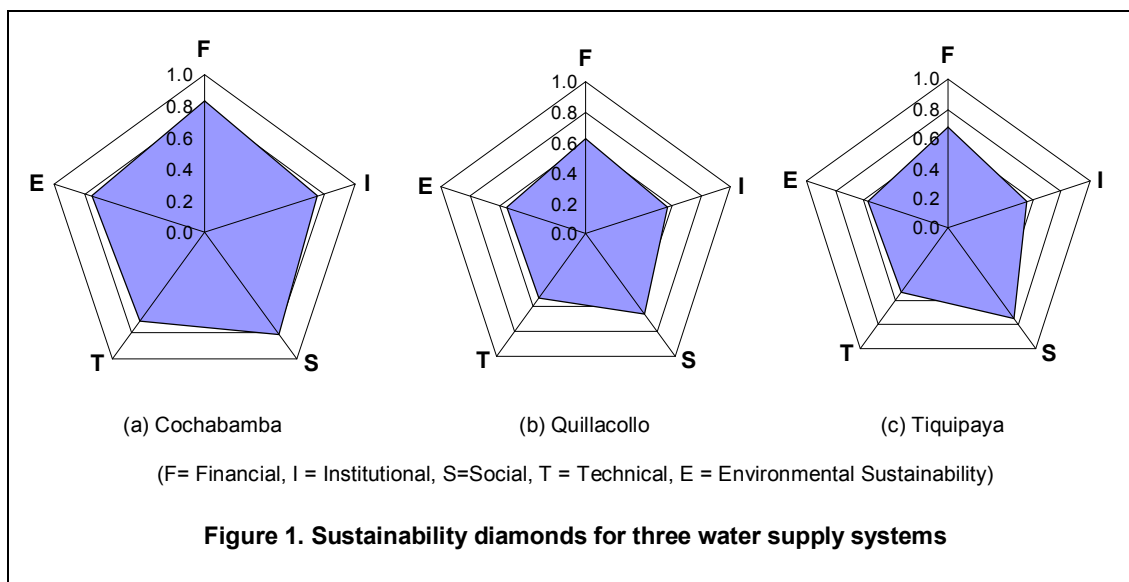 F
1.0
0.8
0.6
0.4
0.2
0.0
E
I
T
S
(a) Cochabamba
F
1.0
0.8
0.6
0.4
0.2
0.0
E
I
T
S
(b) Quillacollo
F
1.0
0.8
0.6
0.4
0.2
0.0
E
I
T
S
(c) Tiquipaya
(F= Financial, I = Institutional, S=Social, T = Technical, E = Environmental Sustainability)
Figure 1. Sustainability diamonds for three water supply systems